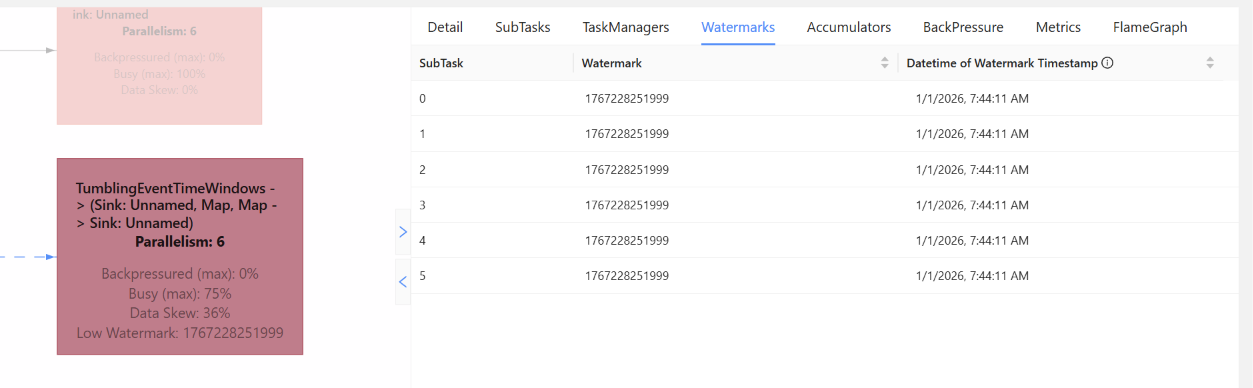 ink: Unnamed
Parallelism: 6
Backpressured (max): 0%
Busy (max): 100%
Data Skew: 0%
TumblingEventTimeWindows -
> (Sink: Unnamed, Map, Map -
> Sink: Unnamed)
Parallelism: 6
Backpressured (max): 0%
Busy (max): 75%
Data Skew: 36%
Low Watermark: 1767228251999
Detail SubTasks TaskManagers Watermarks Accumulators BackPressure Metrics FlameGraph
SubTask Watermark Datetime of Watermark Timestamp
0 1767228251999 1/1/2026, 7:44:11 AM
1 1767228251999 1/1/2026, 7:44:11 AM
2 1767228251999 1/1/2026, 7:44:11 AM
3 1767228251999 1/1/2026, 7:44:11 AM
4 1767228251999 1/1/2026, 7:44:11 AM
5 1767228251999 1/1/2026, 7:44:11 AM